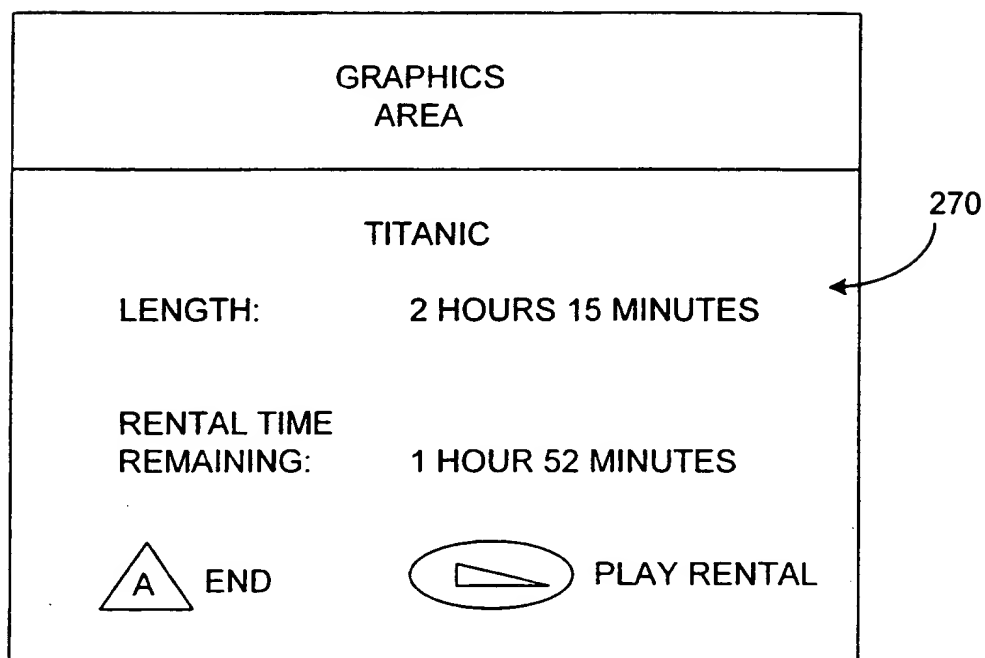 GRAPHICS
AREA
270
TITANIC
LENGTH: 2 HOURS 15 MINUTES
RENTAL TIME
REMAINING: 1 HOUR 52 MINUTES
A END PLAY RENTAL